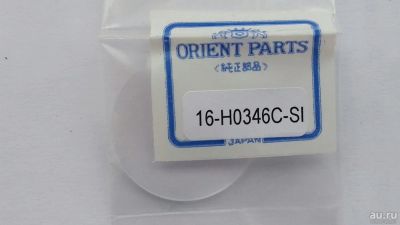 ORIENT PARTS
〈純正部品〉
16-H0346C-SI
JAPAN
au.ru